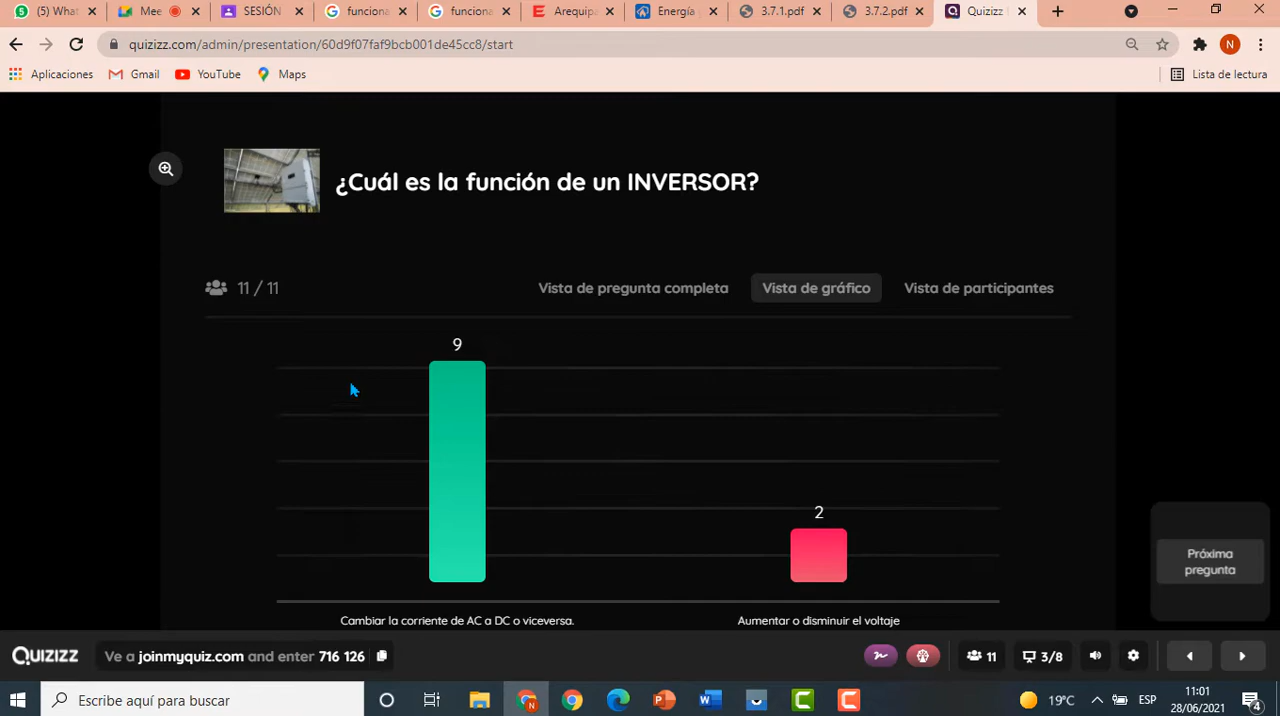 (5) What
Mee
SESIÓN
funciona
funciona
Arequipa
Energía
3.7.1.pdf
3.7.2.pdf
Quizizz
quizizz.com/admin/presentation/60d9f07faf9bcb001de45cc8/start
N
Aplicaciones
Gmail
YouTube
Maps
Lista de lectura
¿Cuál es la función de un INVERSOR?
11 / 11
Vista de pregunta completa
Vista de gráfico
Vista de participantes
9
2
Cambiar la corriente de AC a DC o viceversa.
Aumentar o disminuir el voltaje
Próxima
pregunta
QUIZIZZ
Ve a joinmyquiz.com and enter 716 126
11
3/8
Escribe aquí para buscar
19°C
ESP
11:01
28/06/2021
4